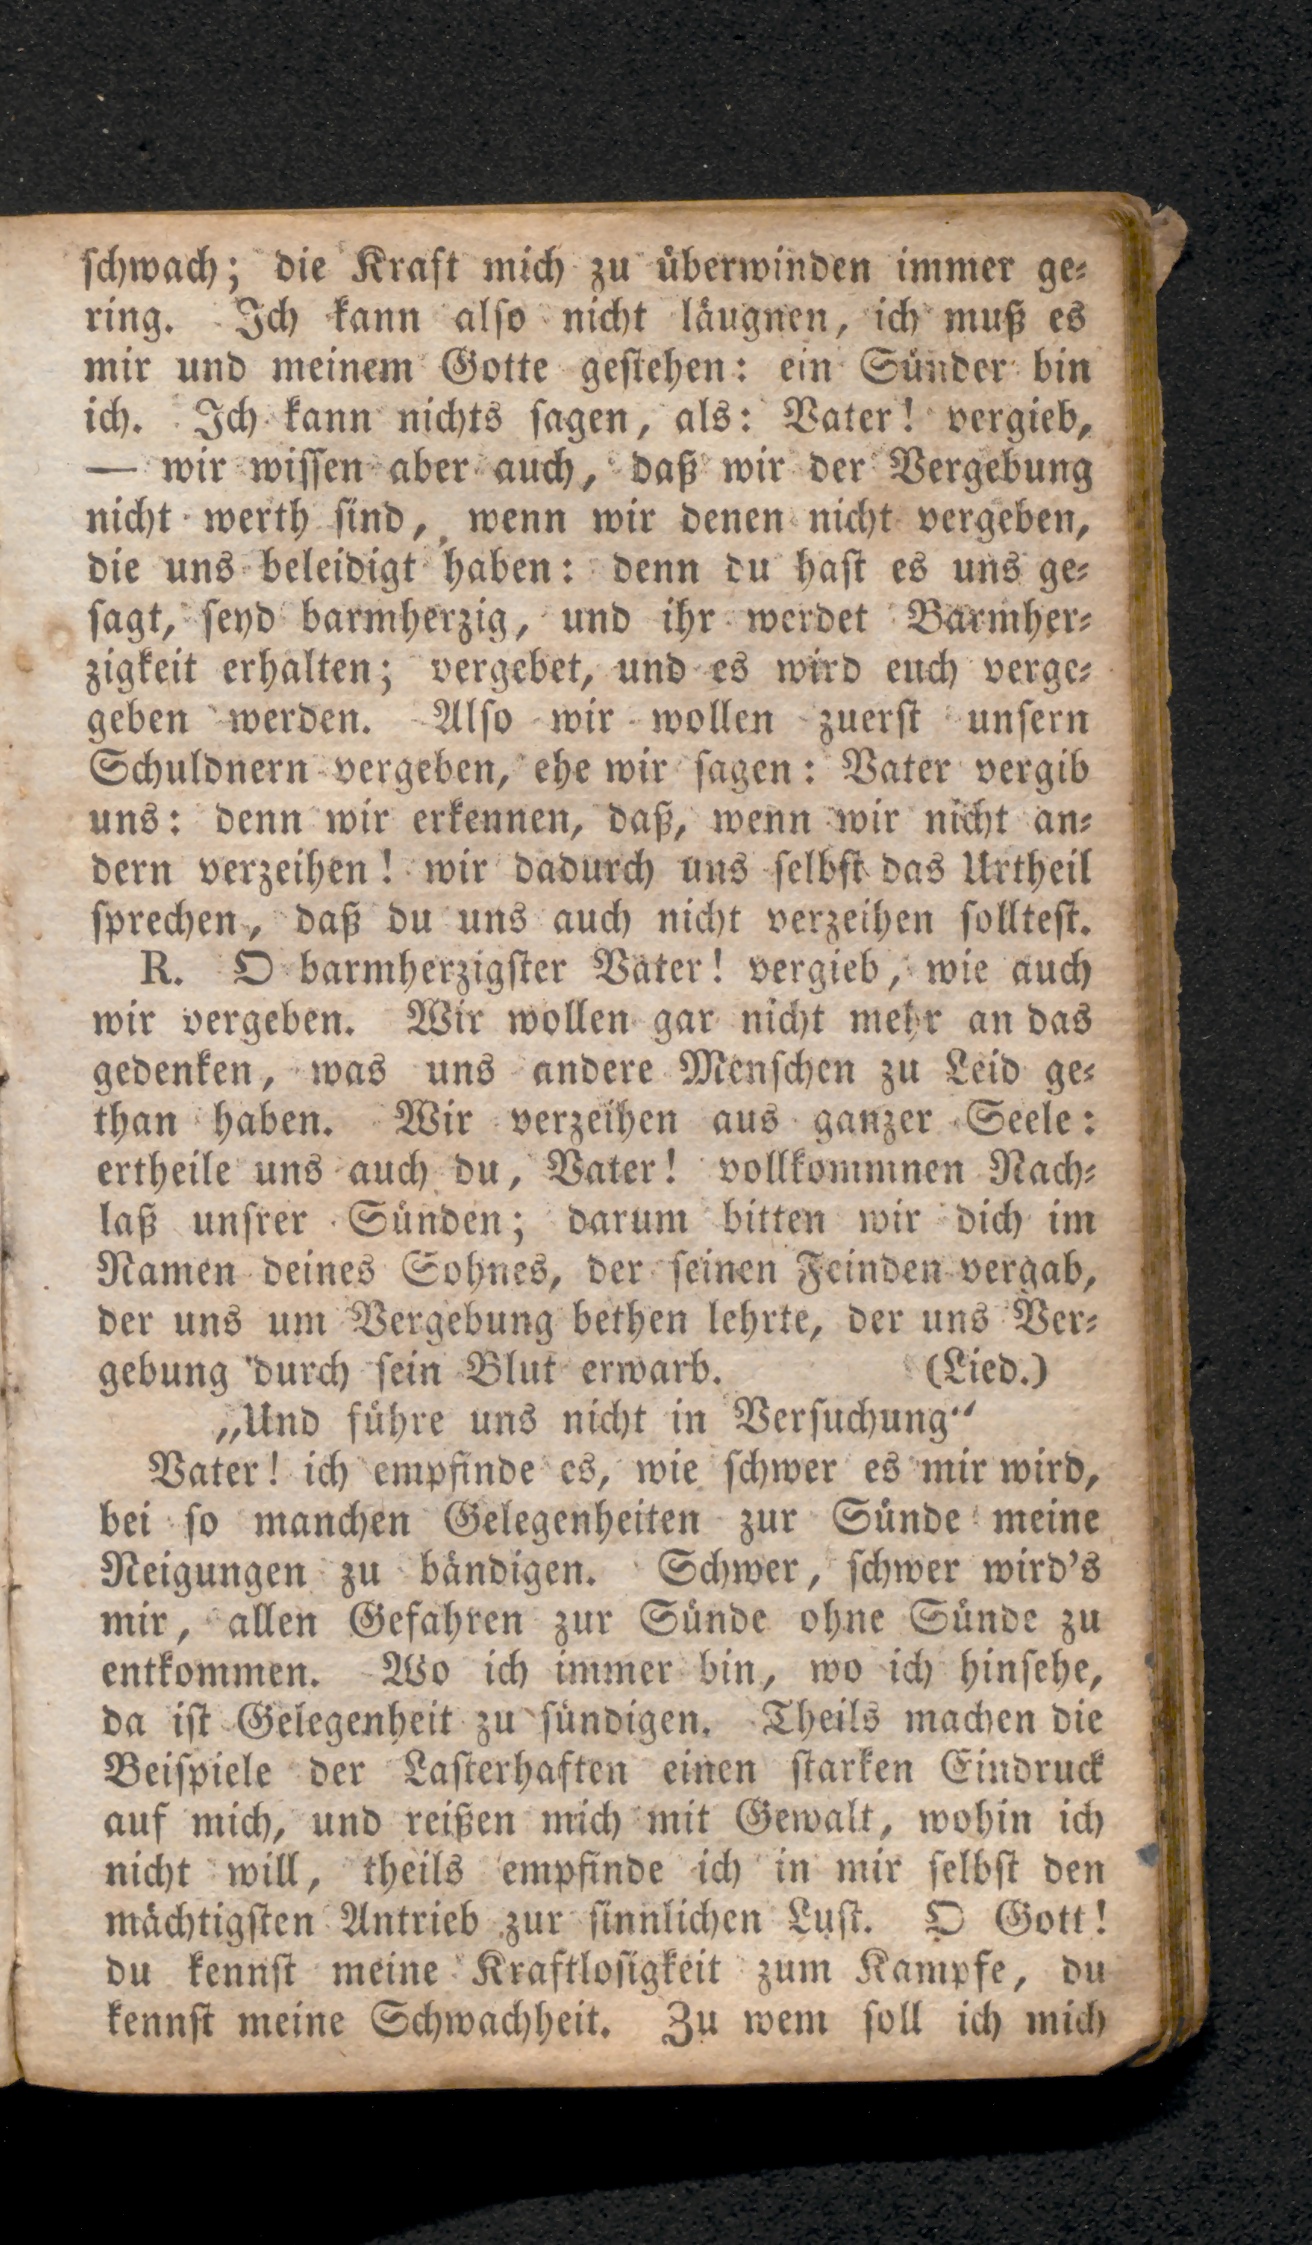 schwach; die Kraft mich zu überwinden immer ge⸗
ring. Ich kann also nicht läugnen, ich muß es
mir und meinem Gotte gestehen: ein Sünder bin
ich. Ich kann nichts sagen, als: Vater! vergieb,
— wir wissen aber auch, daß wir der Vergebung
nicht werth sind, wenn wir denen nicht vergeben,
die uns beleidigt haben: denn du hast es uns ge⸗
sagt, seyd barmherzig, und ihr werdet Barmher⸗
zigkeit erhalten; vergebet, und es wird euch verge⸗
geben werden. Also wir wollen zuerst unsern
Schuldnern vergeben, ehe wir sagen: Vater vergib
uns: denn wir erkennen, daß, wenn wir nicht an⸗
dern verzeihen! wir dadurch uns selbst das Urtheil
sprechen, daß du uns auch nicht verzeihen solltest.
R. O barmherzigster Vater! vergieb, wie auch
wir vergeben. Wir wollen gar nicht mehr an das
gedenken, was uns andere Menschen zu Leid ge⸗
than haben. Wir verzeihen aus ganzer Seele:
ertheile uns auch du, Vater! vollkommnen Nach⸗
laß unsrer Sünden; darum bitten wir dich im
Namen deines Sohnes, der seinen Feinden vergab,
der uns um Vergebung bethen lehrte, der uns Ver⸗
gebung durch sein Blut erwarb. (Lied.)
„Und führe uns nicht in Versuchung“
Vater! ich empfinde es, wie schwer es mir wird,
bei so manchen Gelegenheiten zur Sünde meine
Neigungen zu bändigen. Schwer, schwer wird's
mir, allen Gefahren zur Sünde ohne Sünde zu
entkommen. Wo ich immer bin, wo ich hinsehe,
da ist Gelegenheit zu sündigen. Theils machen die
Beispiele der Lasterhaften einen starken Eindruck
auf mich, und reißen mich mit Gewalt, wohin ich
nicht will, theils empfinde ich in mir selbst den
mächtigsten Antrieb zur sinnlichen Lust. O Gott!
du kennst meine Kraftlosigkeit zum Kampfe, du
kennst meine Schwachheit. Zu wem soll ich mich